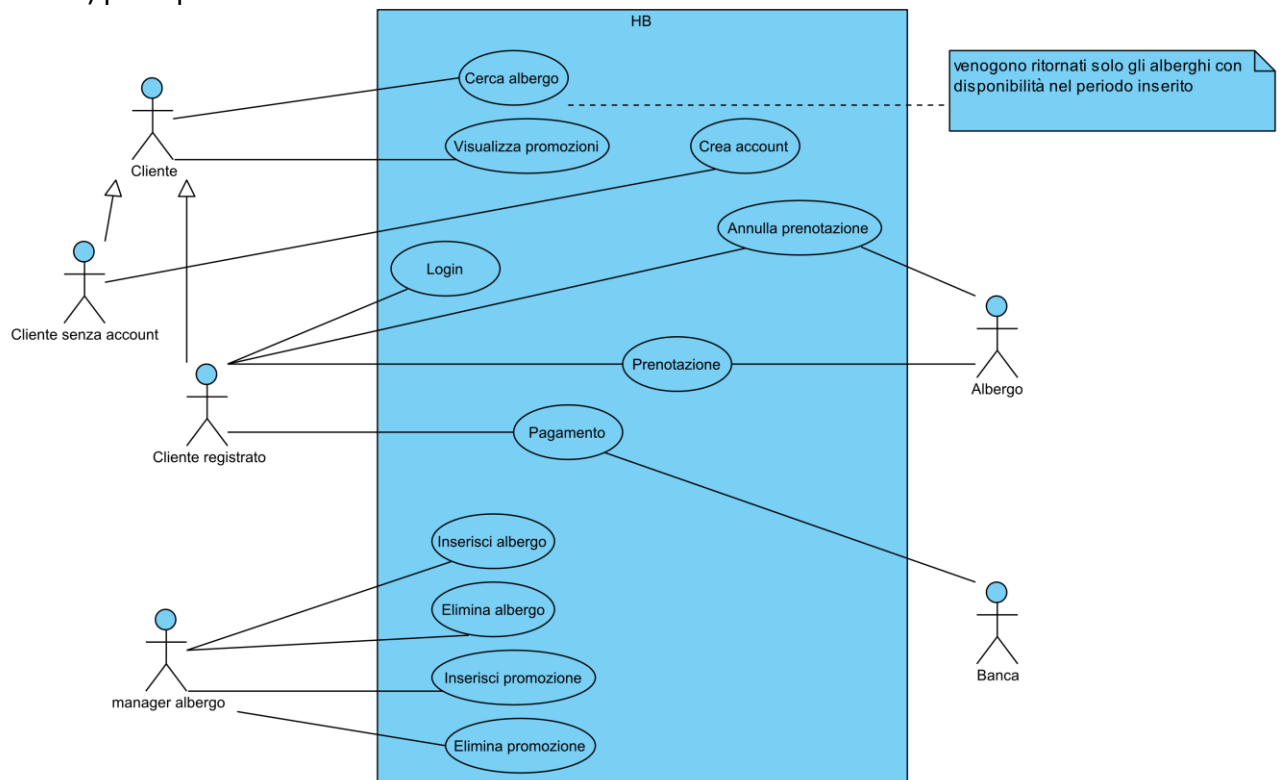 HB
Cerca albergo
venogono ritornati solo gli alberghi con
disponibilità nel periodo inserito
Visualizza promozioni
Crea account
Cliente
Annulla prenotazione
Login
Cliente senza account
Prenotazione
Albergo
Pagamento
Cliente registrato
Inserisci albergo
Elimina albergo
Inserisci promozione
Banca
manager albergo
Elimina promozione